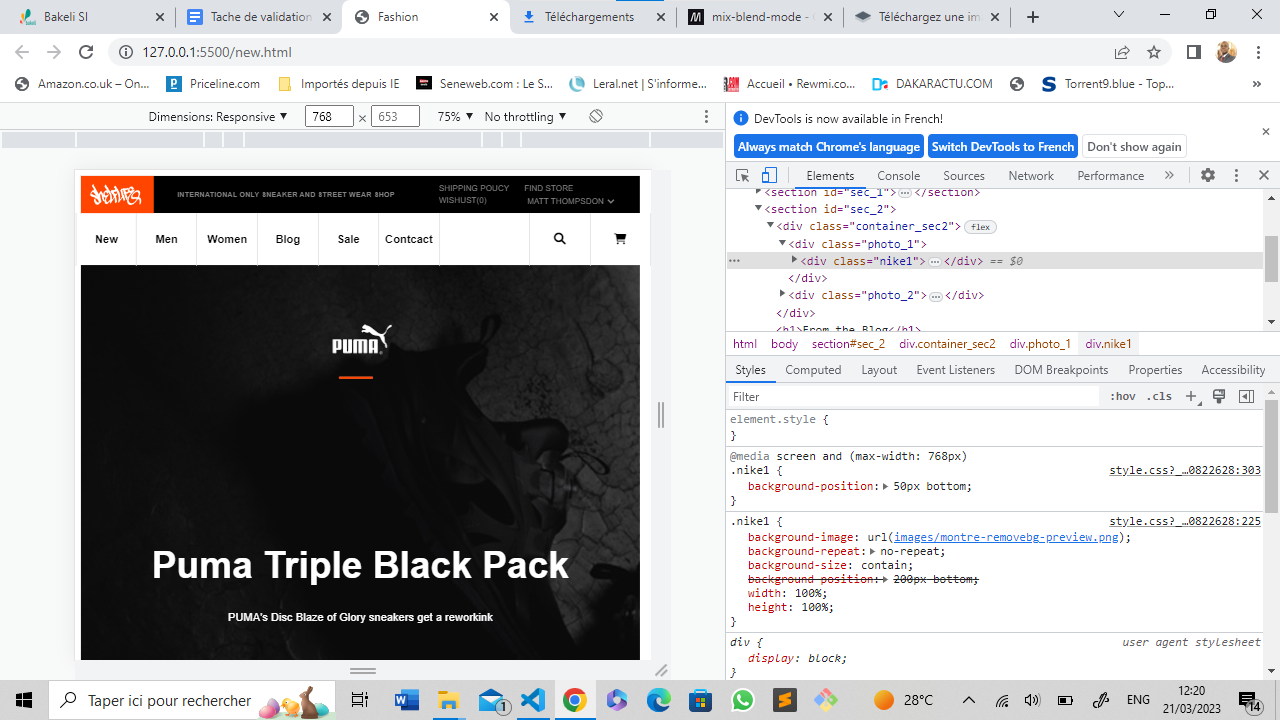 Bakeli SI
Tache de validation
Fashion
Téléchargements
mix-blend-mode -
Téléchargez une im
127.0.0.1:5500/new.html
Amazon.co.uk – On...
Priceline.com
Importés depuis IE
Seneweb.com : Le S...
Leral.net | S'informe...
Accueil • Rewmi.co...
DAKARACTU.COM
Torrent9.blue - Top...
»
Dimensions: Responsive
768
×
653
75%
No throttling
DevTools is now available in French!
Always match Chrome's language
Switch DevTools to French
Don't show again
Elements
Console
Sources
Network
Performance
»
<section id="sec_1"> … </section>
<section id="sec_2">
<div class="container_sec2"> flex
<div class="photo_1">
<div class="nike1"> … </div> == $0
</div>
<div class="photo_2"> … </div>
</div>
<h1>From the Blog</h1>
html body section#sec_2 div.container_sec2 div.photo_1 div.nike1
Styles
Computed
Layout
Event Listeners
DOM Breakpoints
Properties
Accessibility
Filter
:hov .cls
element.style {
}
@media screen and (max-width: 768px)
.nike1 {
style.css?_…0822628:303
background-position: 50px bottom;
}
.nike1 {
style.css?_…0822628:225
background-image: url(images/montre-removebg-preview.png);
background-repeat: no-repeat;
background-size: contain;
background-position: 200px bottom;
width: 100%;
height: 100%;
}
div {
user agent stylesheet
display: block;
}
INTERNATIONAL ONLY SNEAKER AND STREET WEAR SHOP
SHIPPING POUCY
FIND STORE
WISHUST(0)
MATT THOMPSDON
New
Men
Women
Blog
Sale
Contcact
PUMA
Puma Triple Black Pack
PUMA's Disc Blaze of Glory sneakers get a reworkink
Taper ici pour rechercher
1
28°C
ENG
12:20
21/03/2023
14